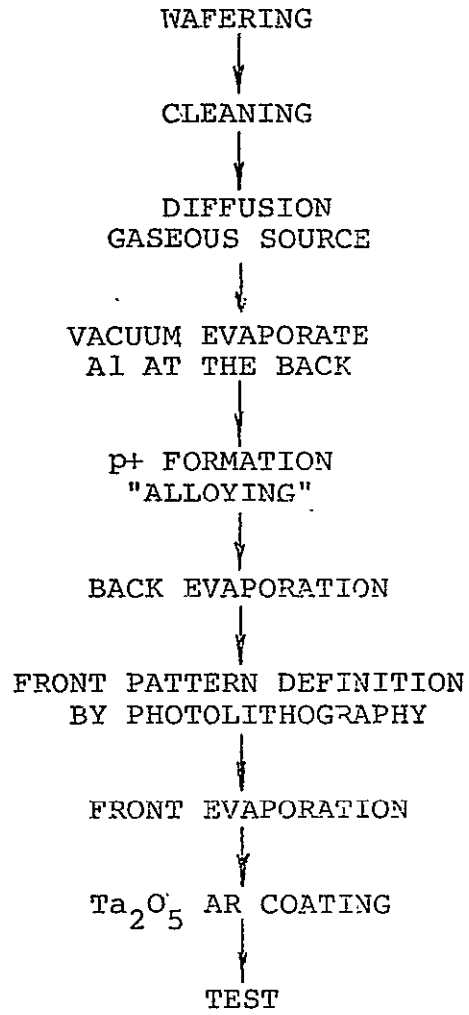 WAFERING
CLEANING
DIFFUSION
GASEOUS SOURCE
VACUUM EVAPORATE
Al AT THE BACK
p+ FORMATION
"ALLOYING"
BACK EVAPORATION
FRONT PATTERN DEFINITION
BY PHOTOLITHOGRAPHY
FRONT EVAPORATION
Ta₂O₅ AR COATING
TEST